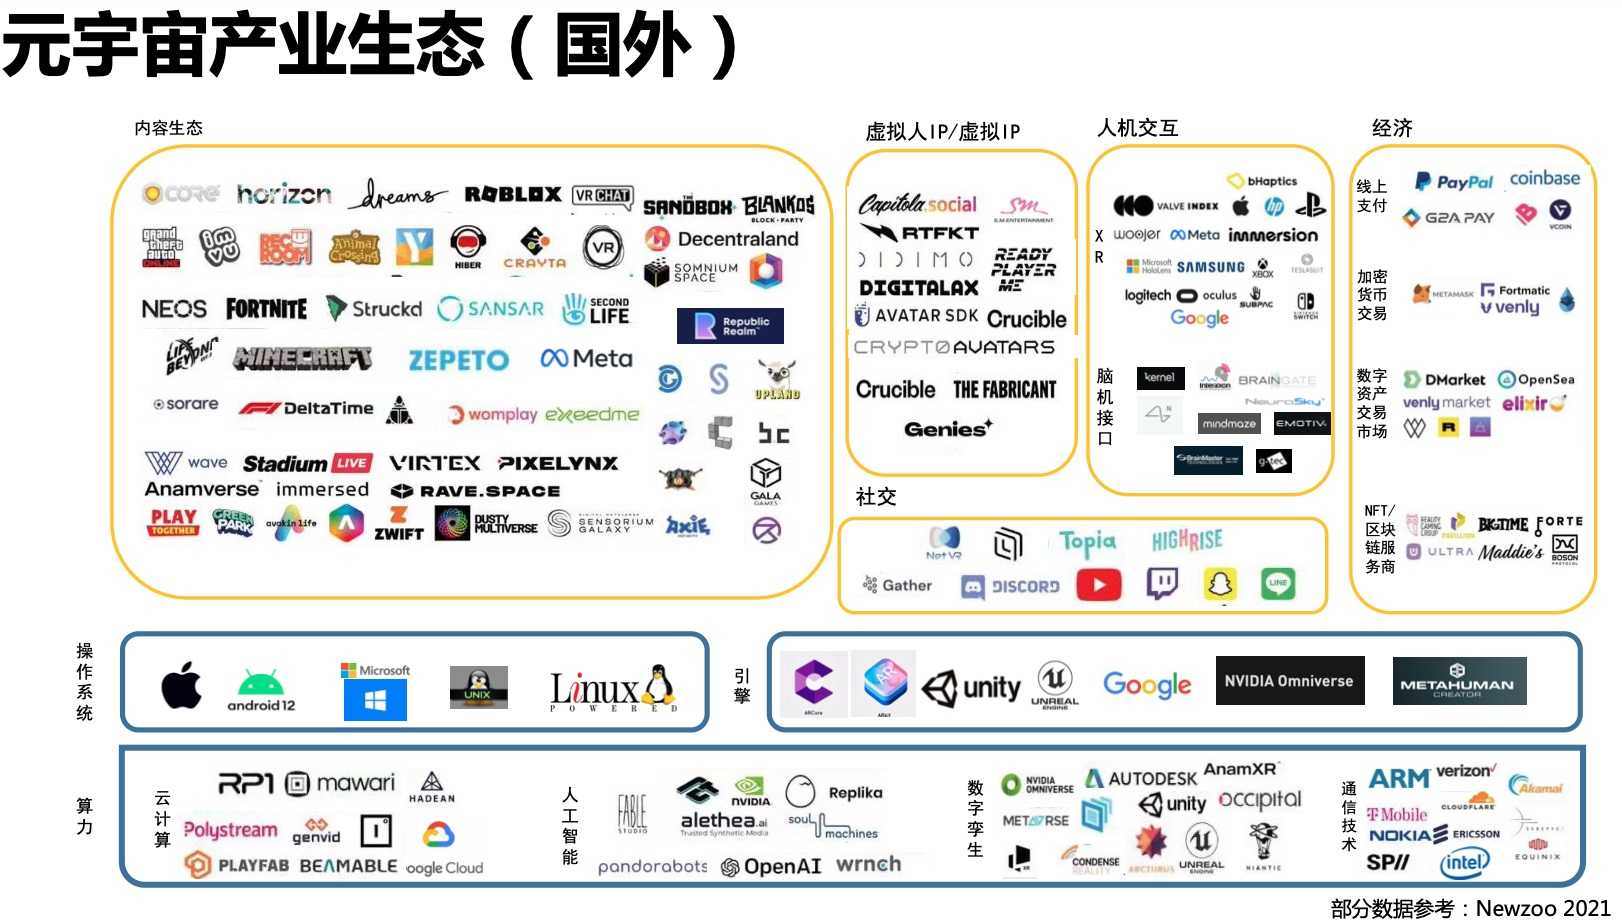 元宇宙产业生态（国外）
内容生态
CORE horizon dreams ROBLOX VRCHAT THE SANDBOX BLANKOS BLOCK·PARTY
grand theft auto ONLINE imvu REC ROOM Animal Crossing Y HIBER CRAYTA VR Decentraland
SOMNIUM SPACE
NEOS FORTNITE Struckd SANSAR SECOND LIFE Republic Realm
LIFE BEYOND MINECRAFT ZEPETO Meta UPLAND
sorare DeltaTime womplay exeedme
wave Stadium LIVE VIRTEX PIXELYNX
Anamverse immersed RAVE.SPACE GALA GAMES
PLAY TOGETHER GREEN PARK avakin life ZWIFT DUSTY MULTIVERSE SENSORIUM GALAXY AXIE
虚拟人IP/虚拟IP
Capitola.social SM S.M.ENTERTAINMENT
RTFKT
DIDIMO READY PLAYER ME
DIGITALAX
AVATAR SDK Crucible
CRYPTOAVATARS
Crucible THE FABRICANT
Genies
人机交互
XR
bHaptics
VALVE INDEX hp
woojer Meta immersion
Microsoft HoloLens SAMSUNG XBOX TESLASUIT
logitech oculus SUBPAC NINTENDO SWITCH
Google
脑机接口
kernel interaxon BRAINGATE
N NeuroSky
mindmaze EMOTIV
BrainMaster g.tec
社交
NetVR Topia HIGHRISE
Gather DISCORD LINE
经济
线上支付
PayPal coinbase
G2A PAY VCOIN
加密货币交易
METAMASK Fortmatic
venly
数字资产交易市场
DMarket OpenSea
venly market elixir
R
NFT/区块链服务商
REALITY GAMING GROUP BIGTIME FORTE
ULTRA Maddie's BOSON PROTOCOL
操作系统
android 12 Microsoft UNIX Linux POWERED
引擎
ARCore ARKit unity UNREAL ENGINE Google NVIDIA Omniverse METAHUMAN CREATOR
算力
云计算
RP1 mawari HADEAN
Polystream genvid
PLAYFAB BEAMABLE oogle Cloud
人工智能
FABLE STUDIO NVIDIA Replika
alethea.ai Trusted Synthetic Media soul machines
pandorabots OpenAI wrnch
数字孪生
NVIDIA OMNIVERSE AUTODESK AnamXR
unity occipital
CONDENSE REALITY ARCTURUS UNREAL ENGINE NIANTIC
通信技术
ARM verizon Akamai
T Mobile CLOUDFLARE
NOKIA ERICSSON
SP// intel EQUINIX
部分数据参考：Newzoo 2021